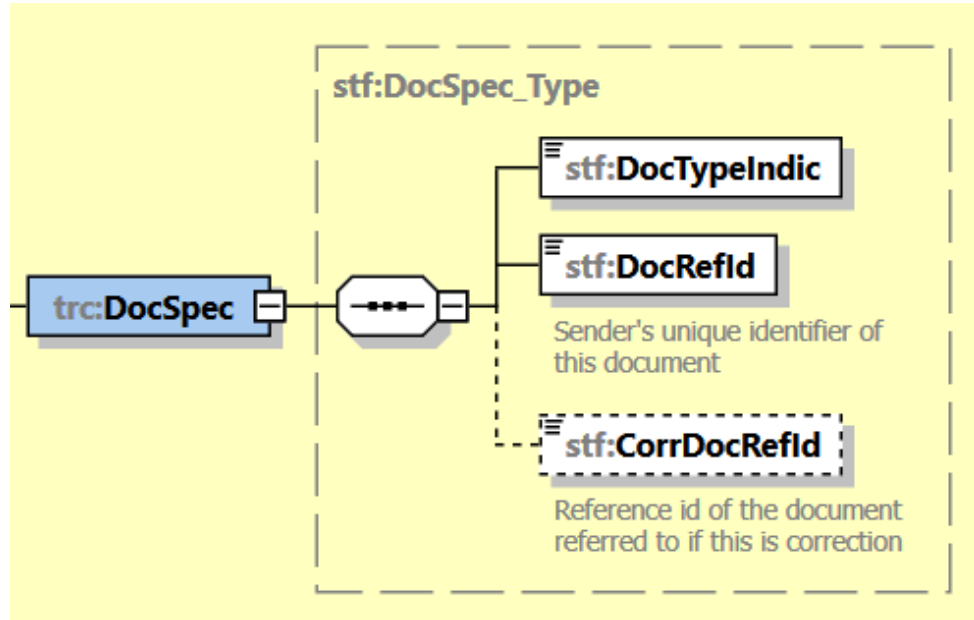 stf:DocSpec_Type
stf:DocTypeIndic
stf:DocRefId
trc:DocSpec
Sender's unique identifier of
this document
stf:CorrDocRefId
Reference id of the document
referred to if this is correction